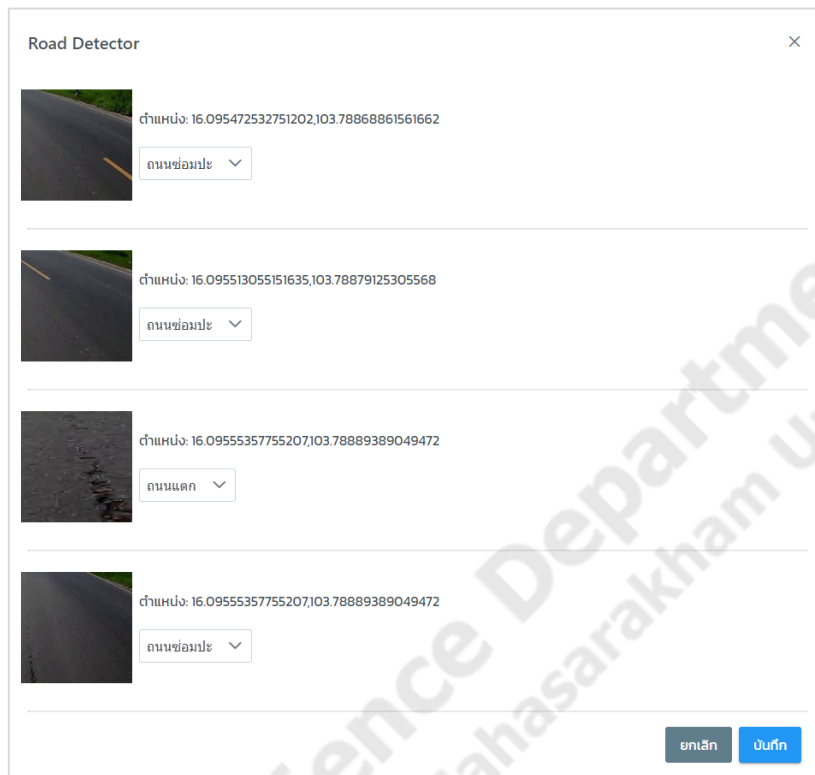 Road Detector
ตำแหน่ง: 16.095472532751202,103.78868861561662
ถนนซ่อมปะ
ตำแหน่ง: 16.095513055151635,103.78879125305568
ถนนซ่อมปะ
ตำแหน่ง: 16.09555357755207,103.78889389049472
ถนนแตก
ตำแหน่ง: 16.09555357755207,103.78889389049472
ถนนซ่อมปะ
ยกเลิก บันทึก